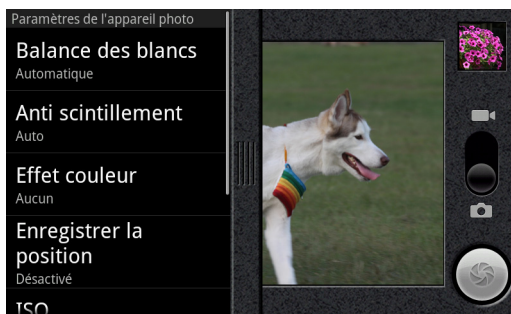 Paramètres de l'appareil photo
Balance des blancs
Automatique
Anti scintillement
Auto
Effet couleur
Aucun
Enregistrer la
position
Désactivé
ISO